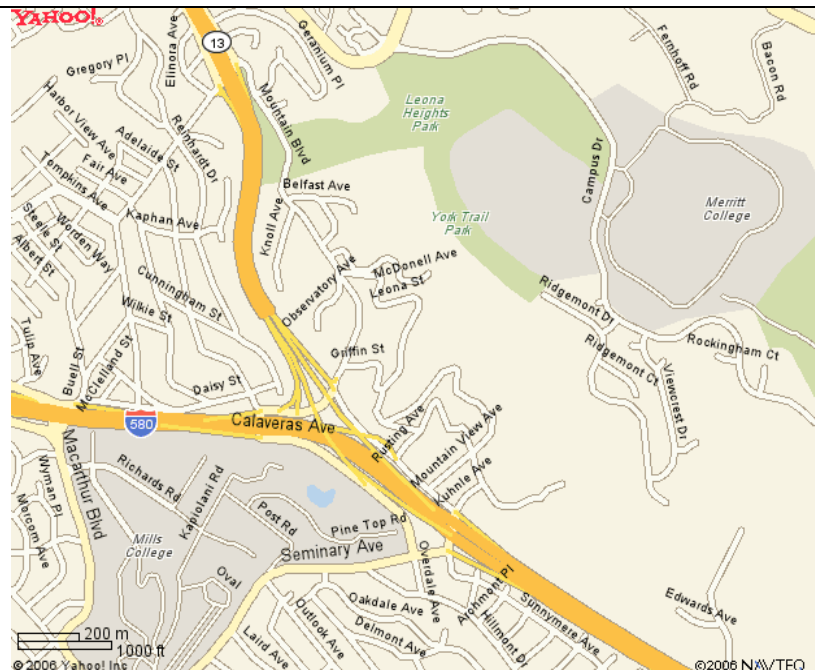 YAHOO!®
13
Elinora Ave
Geranium Pl
Gregory Pl
Fernhoff Rd
Bacon Rd
Harbor View Ave
Adelaide St
Reinhardt Dr
Mountain Blvd
Leona
Heights
Park
Campus Dr
Fair Ave
Tompkins Ave
Belfast Ave
Merritt
College
Steele St
Kaphan Ave
Knoll Ave
York Trail
Park
Worden Way
Albert St
McDonell Ave
Leona St
Cunningham St
Observatory Ave
Ridgemont Dr
Wilkie St
Tulip Ave
Buell St
McClelland St
Griffin St
Rockingham Ct
Ridgemont Ct
Viewcrest Dr
Daisy St
580
Calaveras Ave
Rusting Ave
Mountain View Ave
Kuhnle Ave
Macarthur Blvd
Wyman Pl
Richards Rd
Kapiolani Rd
Morcom Ave
Post Rd
Pine Top Rd
Mills
College
Seminary Ave
Oval
Overdale Ave
Archmont Pl
Sunnymere Ave
Edwards Ave
Oakdale Ave
Outlook Ave
Delmont Ave
Hillmont Dr
Laird Ave
200 m
1000 ft
© 2006 Yahoo! Inc
©2006 NAVTEQ